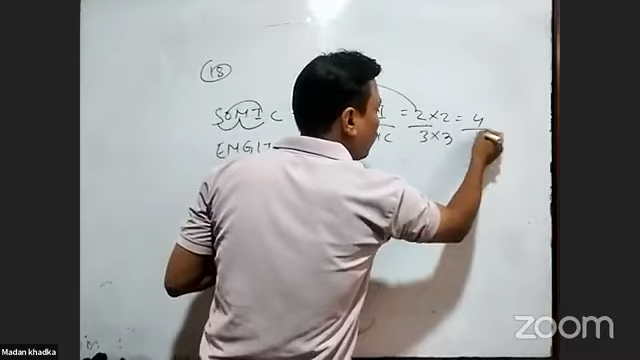 18
SOMIC I = 2×2 = 4
ENGI C 3×3
zoom
Madan khadka